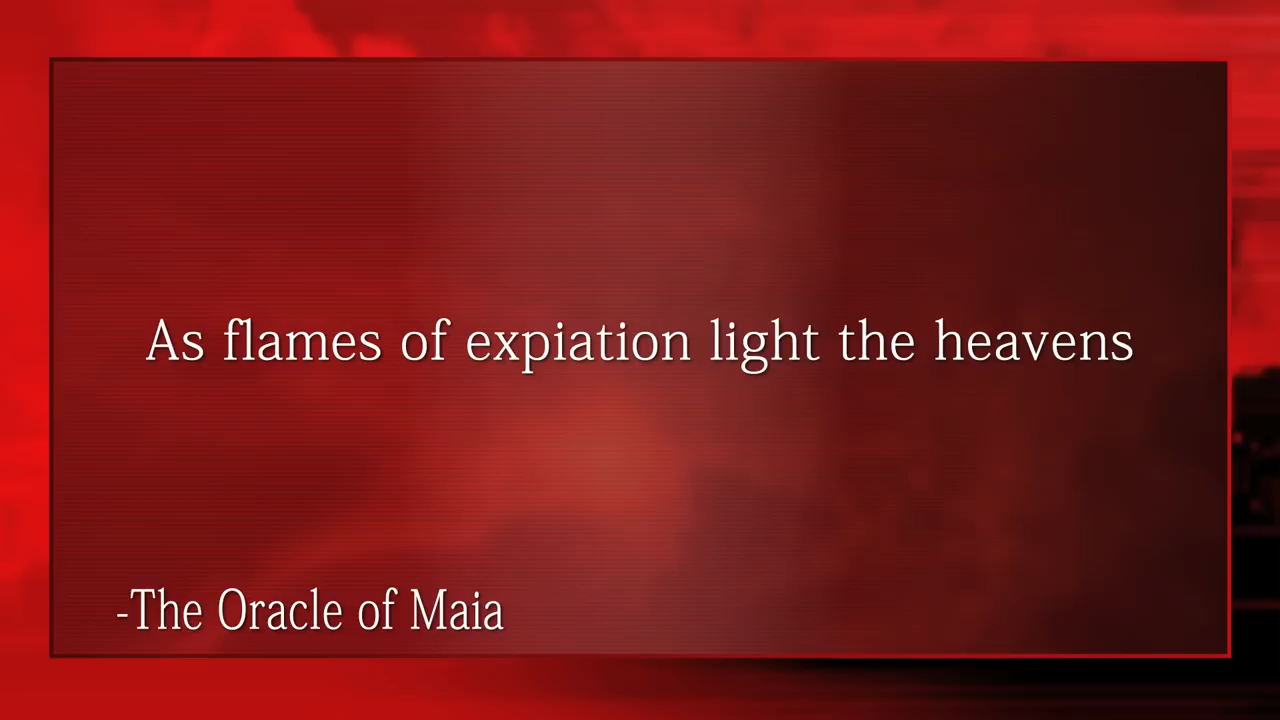 As flames of expiation light the heavens
-The Oracle of Maia